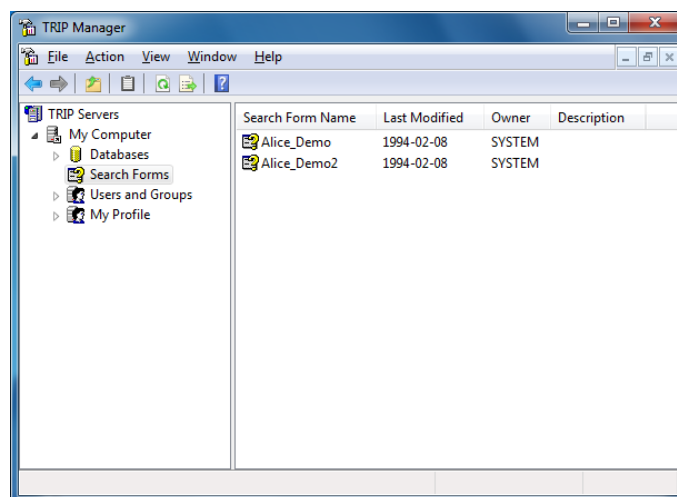 TRIP Manager
File Action View Window Help
TRIP Servers
My Computer
Databases
Search Forms
Users and Groups
My Profile
Search Form Name Last Modified Owner Description
Alice_Demo 1994-02-08 SYSTEM
Alice_Demo2 1994-02-08 SYSTEM